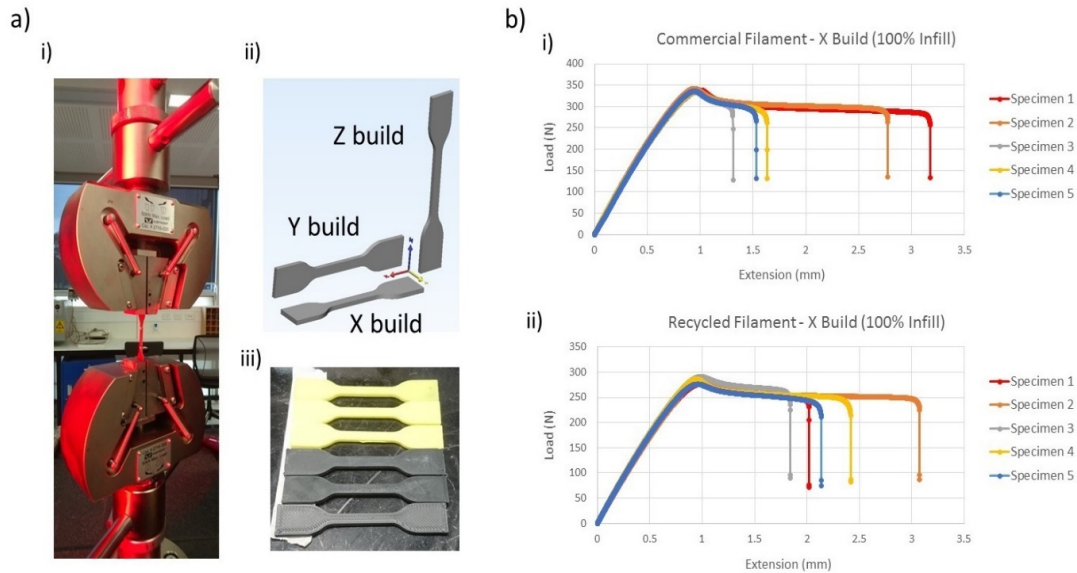 a)
i)
ii)
Z build
Y build
X build
iii)
b)
i)
Commercial Filament - X Build (100% Infill)
Load (N)
400
350
300
250
200
150
100
50
0
0
0.5
1
1.5
2
2.5
3
3.5
Extension (mm)
Specimen 1
Specimen 2
Specimen 3
Specimen 4
Specimen 5
ii)
Recycled Filament - X Build (100% Infill)
Load (N)
350
300
250
200
150
100
50
0
0
0.5
1
1.5
2
2.5
3
3.5
Extension (mm)
Specimen 1
Specimen 2
Specimen 3
Specimen 4
Specimen 5